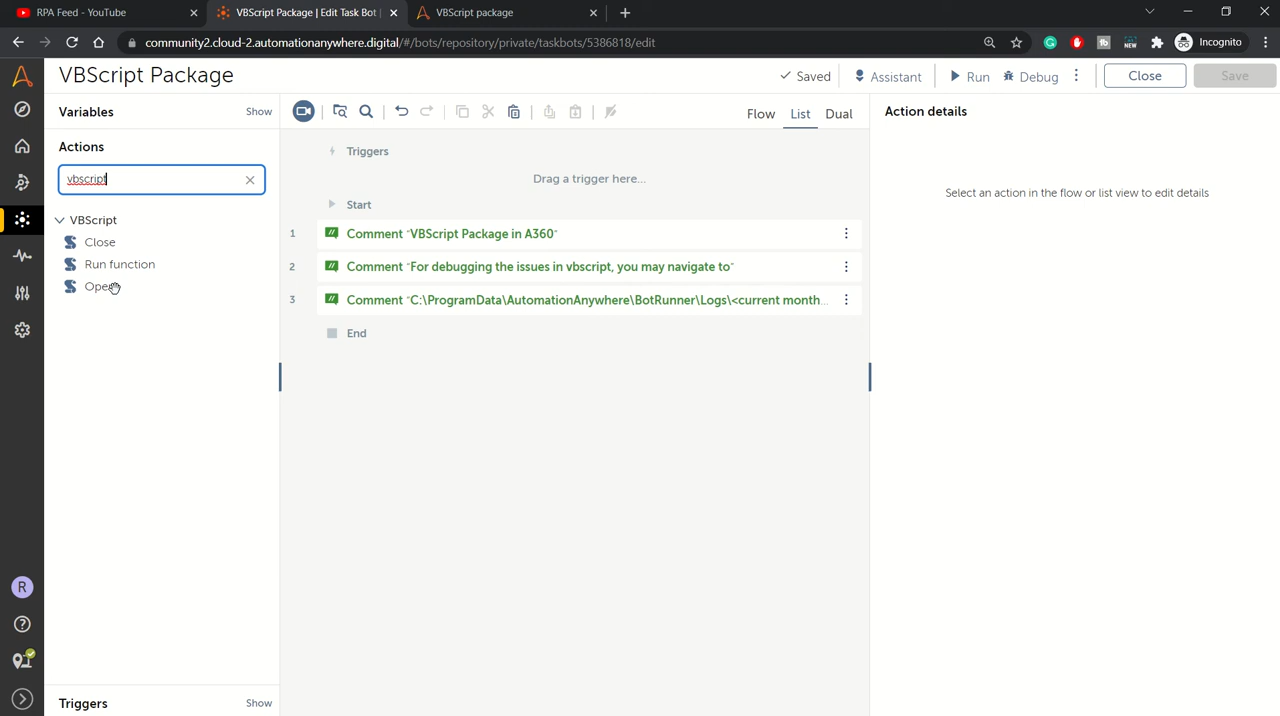 RPA Feed - YouTube
VBScript Package | Edit Task Bot |
VBScript package
community2.cloud-2.automationanywhere.digital/#/bots/repository/private/taskbots/5386818/edit
NEW
Incognito
VBScript Package
Saved
Assistant
Run
Debug
Close
Save
Variables
Show
Flow
List
Dual
Action details
Actions
Triggers
vbscript
Drag a trigger here...
Select an action in the flow or list view to edit details
Start
VBScript
1 Comment "VBScript Package in A360"
Close
Run function
2 Comment "For debugging the issues in vbscript, you may navigate to"
Open
3 Comment "C:\ProgramData\AutomationAnywhere\BotRunner\Logs\<current month...
End
R
Triggers
Show